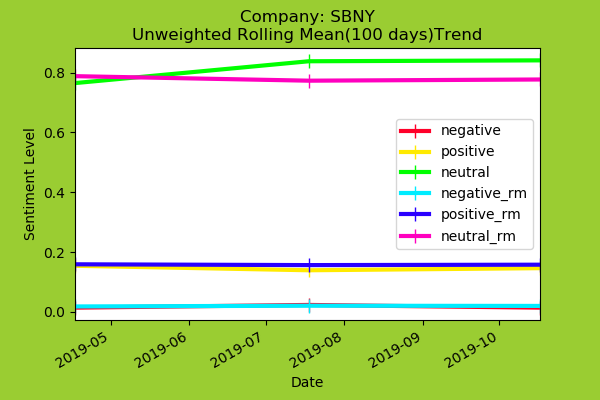 Company: SBNY
Unweighted Rolling Mean(100 days)Trend
Sentiment Level
0.8
0.6
0.4
0.2
0.0
negative
positive
neutral
negative_rm
positive_rm
neutral_rm
2019-05
2019-06
2019-07
2019-08
2019-09
2019-10
Date